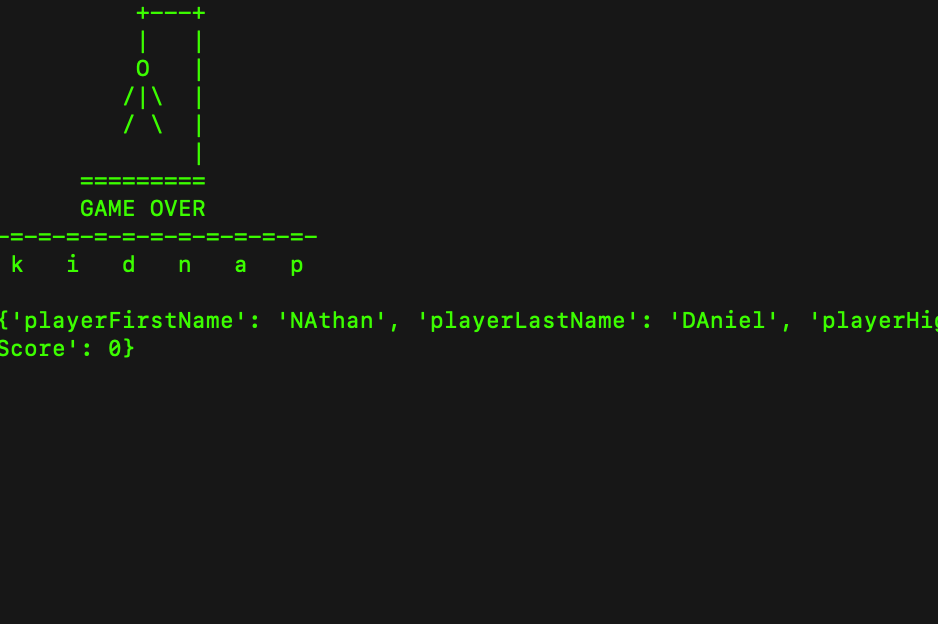 +---+
|   |
O   |
/|\  |
/ \  |
|
=========
GAME OVER
-=-=-=-=-=-=-=-=-=-=-=-
k   i   d   n   a   p
{'playerFirstName': 'NAthan', 'playerLastName': 'DAniel', 'playerHig
Score': 0}